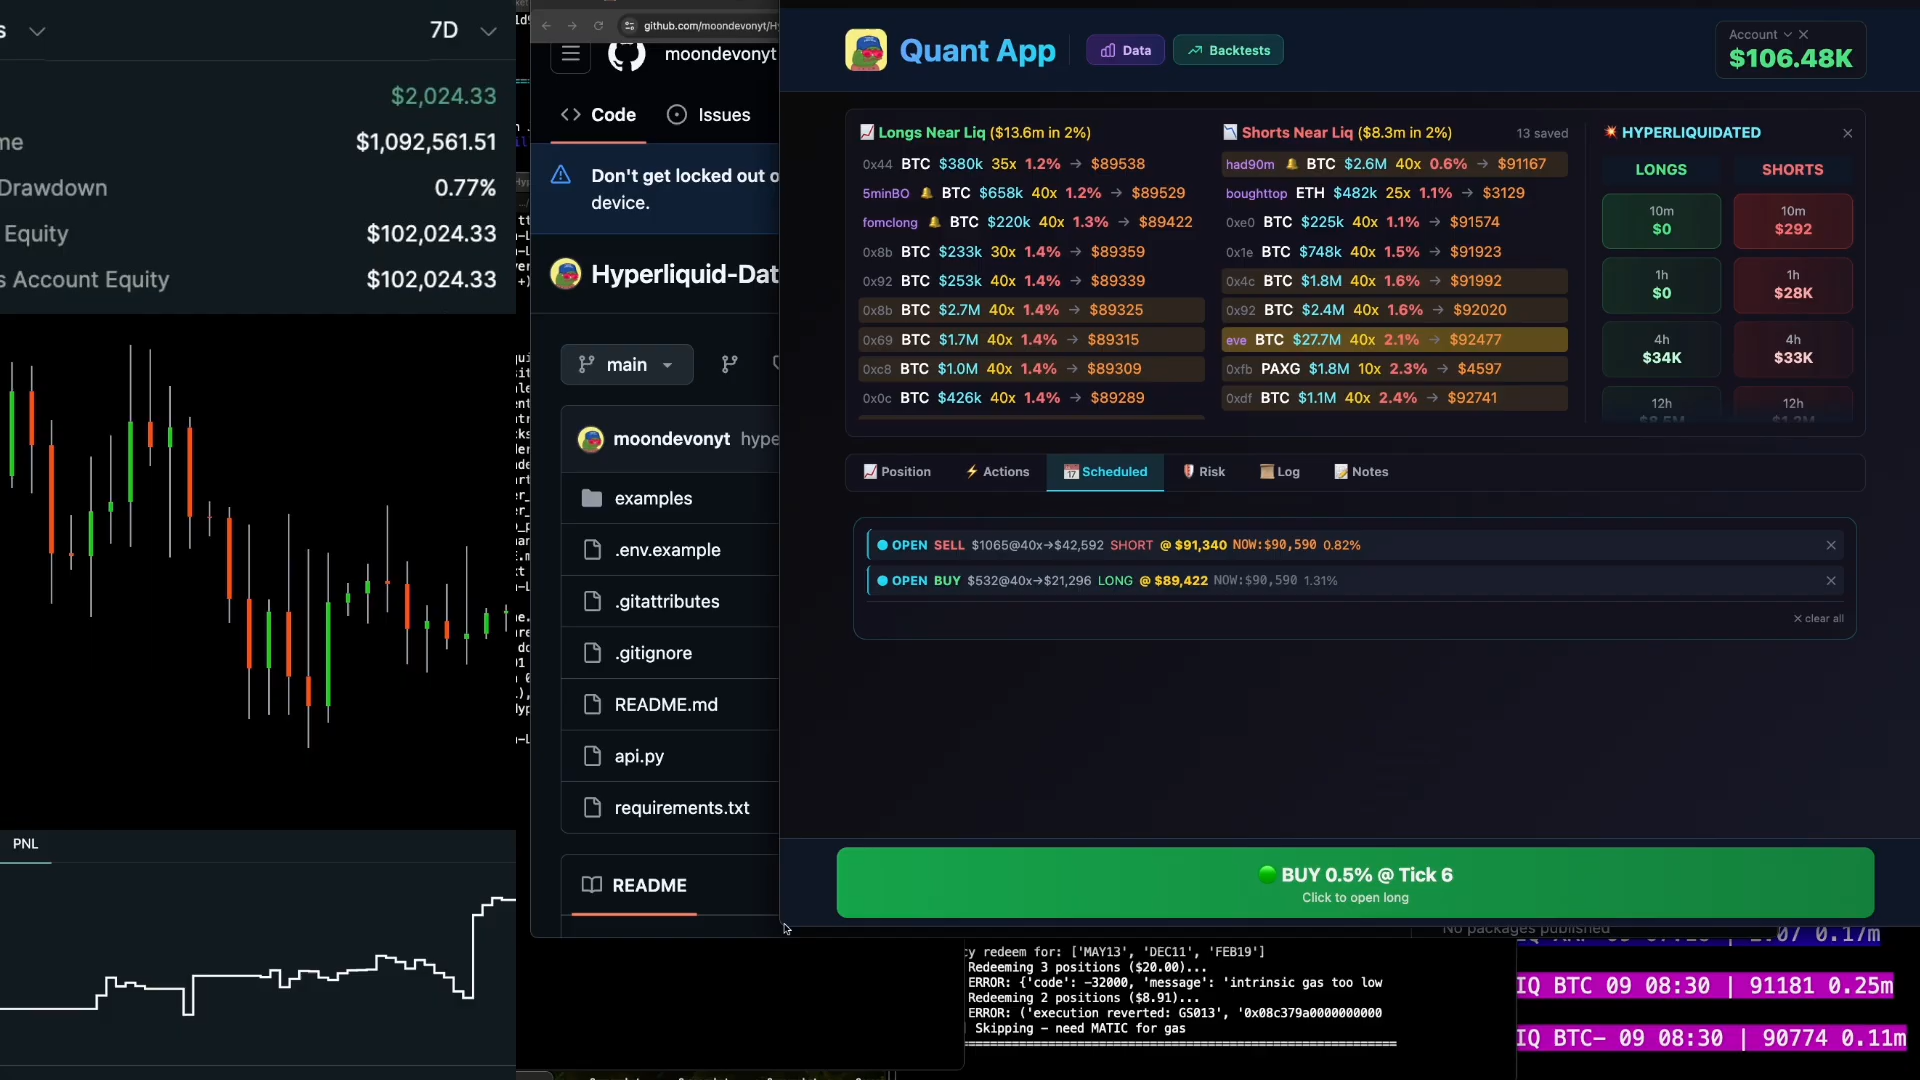 s
7D
$2,024.33
me
$1,092,561.51
Drawdown
0.77%
Equity
$102,024.33
s Account Equity
$102,024.33
PNL
github.com/moondevonyt/Hy
moondevonyt
Code
Issues
Don't get locked out o
device.
Hyperliquid-Dat
main
moondevonyt hype
examples
.env.example
.gitattributes
.gitignore
README.md
api.py
requirements.txt
README
Quant App
Data
Backtests
Account
$106.48K
Longs Near Liq ($13.6m in 2%)
0x44 BTC $380k 35x 1.2% → $89538
5minBO BTC $658k 40x 1.2% → $89529
fomclong BTC $220k 40x 1.3% → $89422
0x8b BTC $233k 30x 1.4% → $89359
0x92 BTC $253k 40x 1.4% → $89339
0x8b BTC $2.7M 40x 1.4% → $89325
0x69 BTC $1.7M 40x 1.4% → $89315
0xc8 BTC $1.0M 40x 1.4% → $89309
0x0c BTC $426k 40x 1.4% → $89289
Shorts Near Liq ($8.3m in 2%)
13 saved
had90m BTC $2.6M 40x 0.6% → $91167
boughttop ETH $482k 25x 1.1% → $3129
0xe0 BTC $225k 40x 1.1% → $91574
0x1e BTC $748k 40x 1.5% → $91923
0x4c BTC $1.8M 40x 1.6% → $91992
0x92 BTC $2.4M 40x 1.6% → $92020
eve BTC $27.7M 40x 2.1% → $92477
0xfb PAXG $1.8M 10x 2.3% → $4597
0xdf BTC $1.1M 40x 2.4% → $92741
HYPERLIQUIDATED
LONGS
SHORTS
10m
$0
10m
$292
1h
$0
1h
$28K
4h
$34K
4h
$33K
12h
12h
Position
Actions
Scheduled
Risk
Log
Notes
OPEN SELL $1065@40x→$42,592 SHORT @ $91,340 NOW:$90,590 0.82%
OPEN BUY $532@40x→$21,296 LONG @ $89,422 NOW:$90,590 1.31%
× clear all
BUY 0.5% @ Tick 6
Click to open long
No packages published
cy redeem for: ['MAY13', 'DEC11', 'FEB19']
Redeeming 3 positions ($20.00)...
ERROR: {'code': -32000, 'message': 'intrinsic gas too low
Redeeming 2 positions ($8.91)...
ERROR: ('execution reverted: GS013', '0x08c379a0000000000
Skipping – need MATIC for gas
IQ BTC 09 08:30 | 91181 0.25m
IQ BTC– 09 08:30 | 90774 0.11m